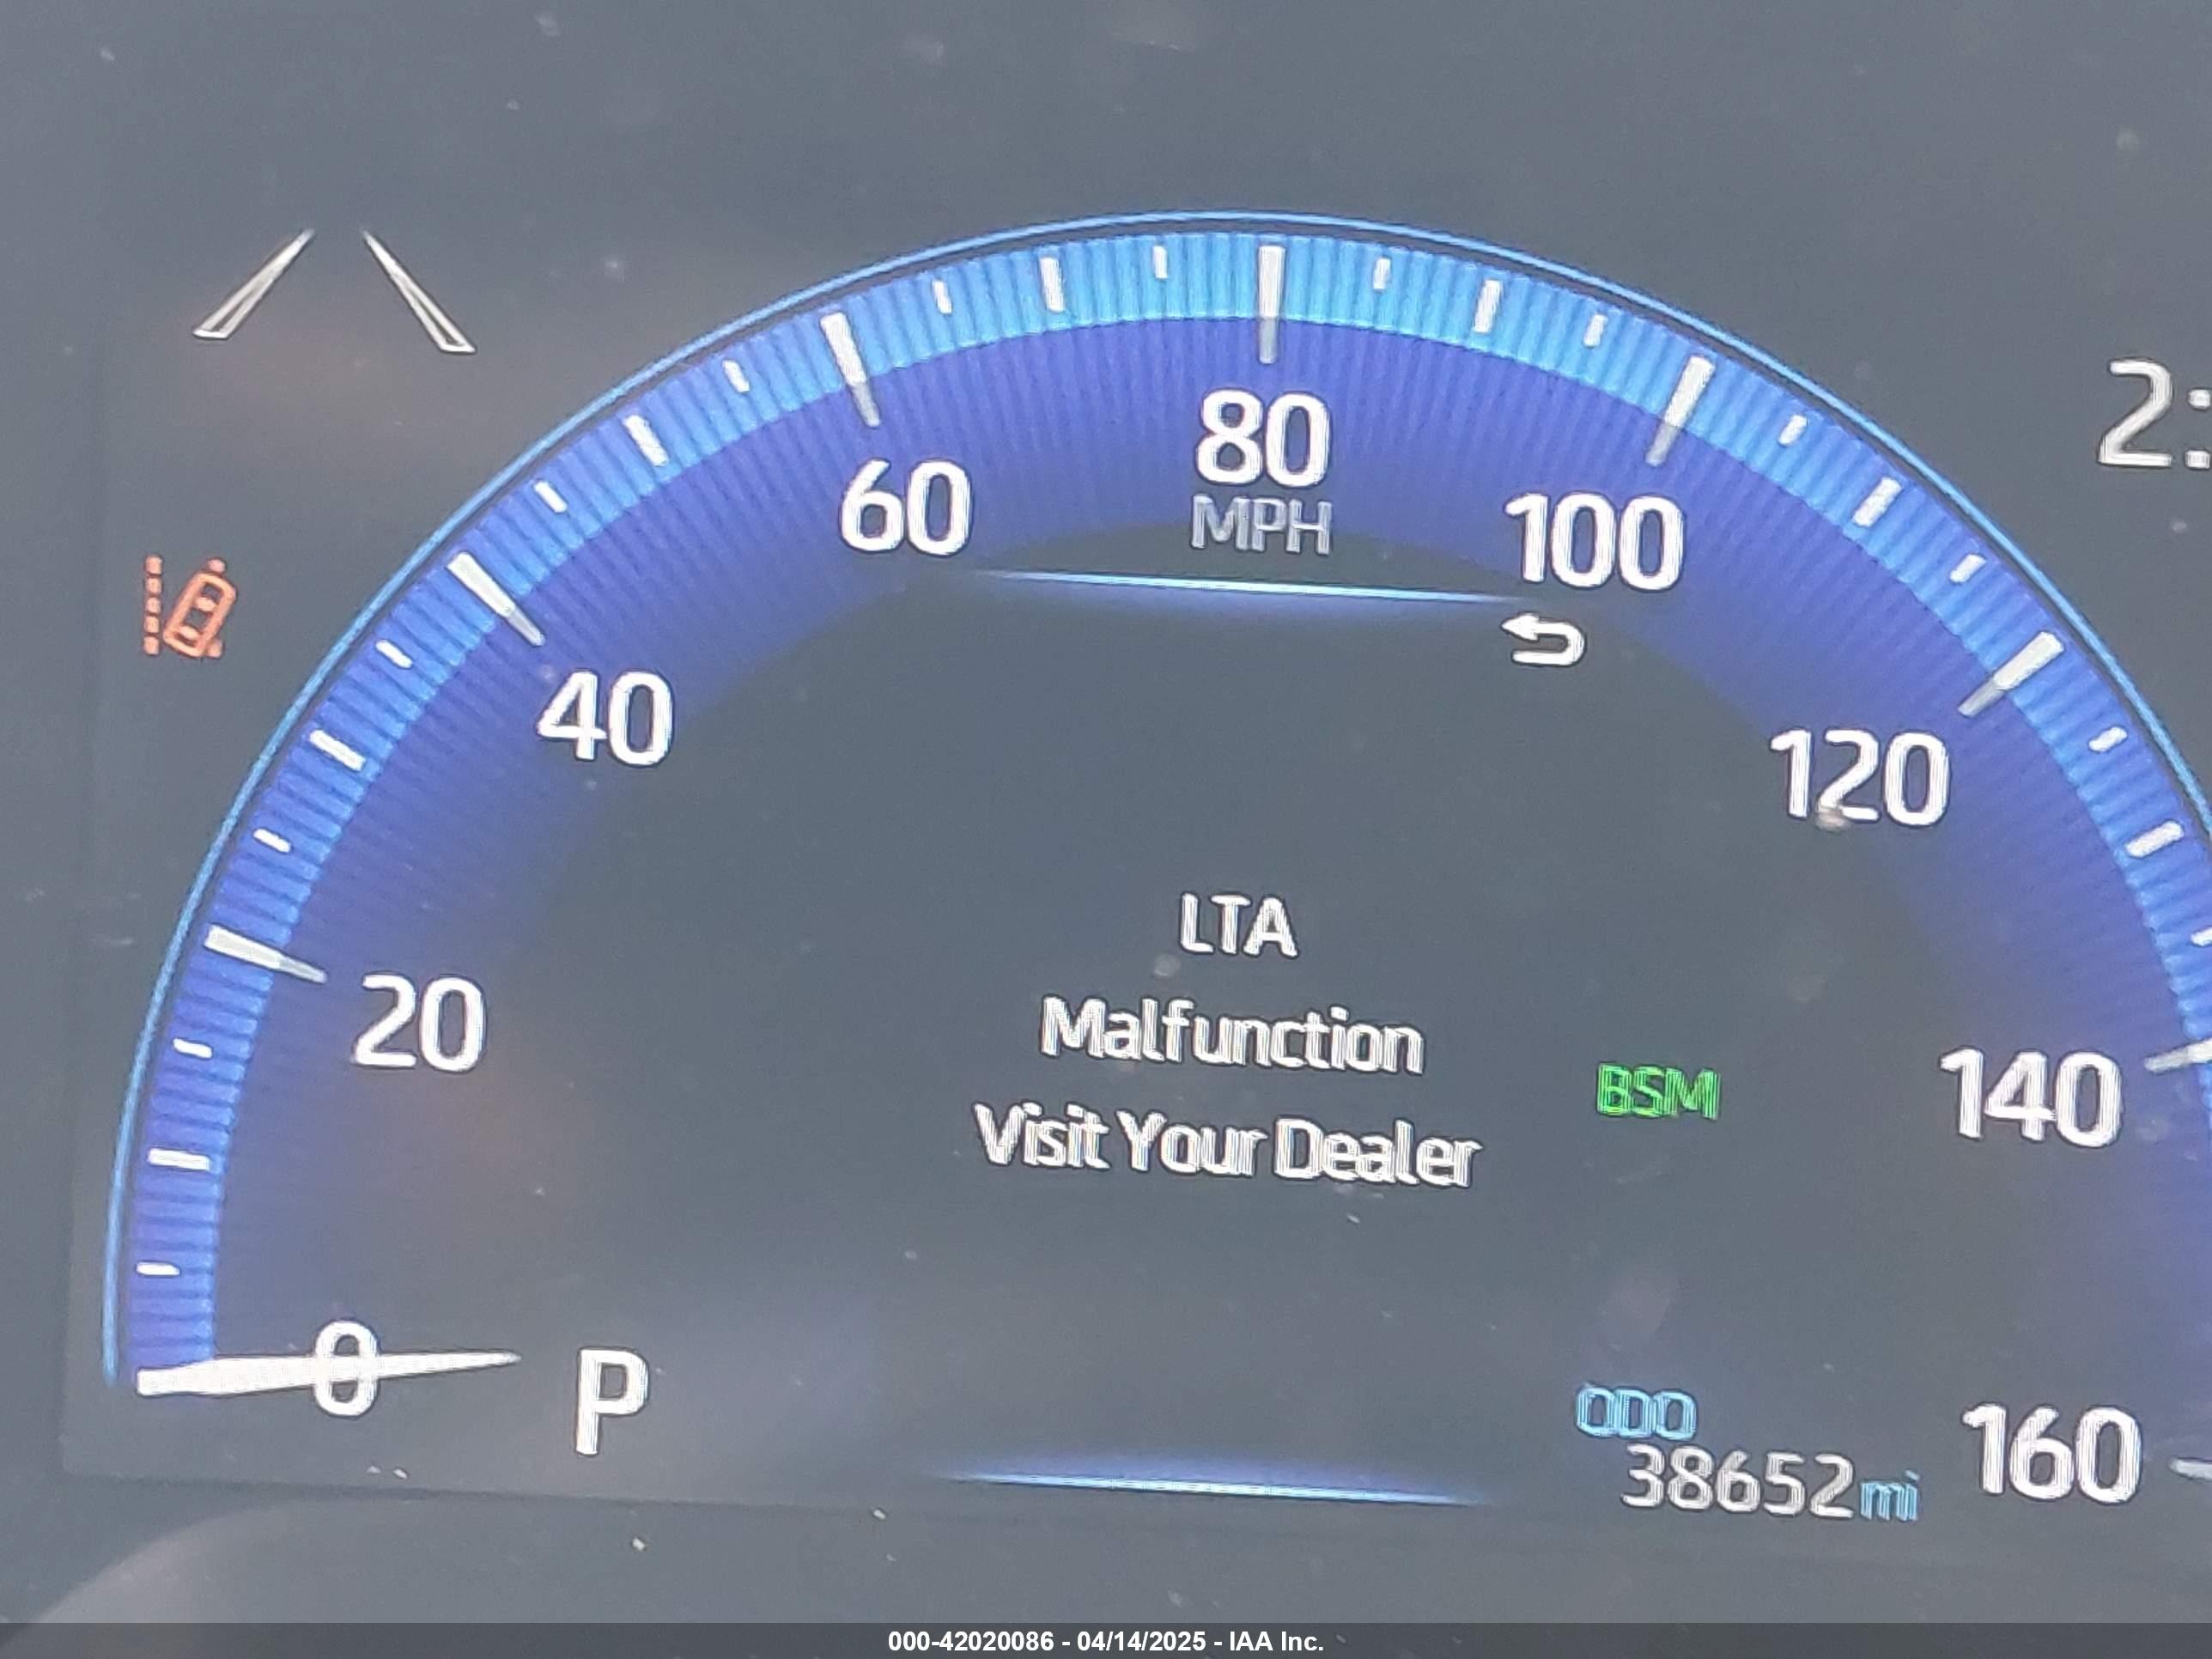 2:
80
MPH
60
100
40
120
LTA
20
Malfunction
BSM
140
Visit Your Dealer
0
P
ODO
38652mi
160
000-42020086 - 04/14/2025 - IAA Inc.